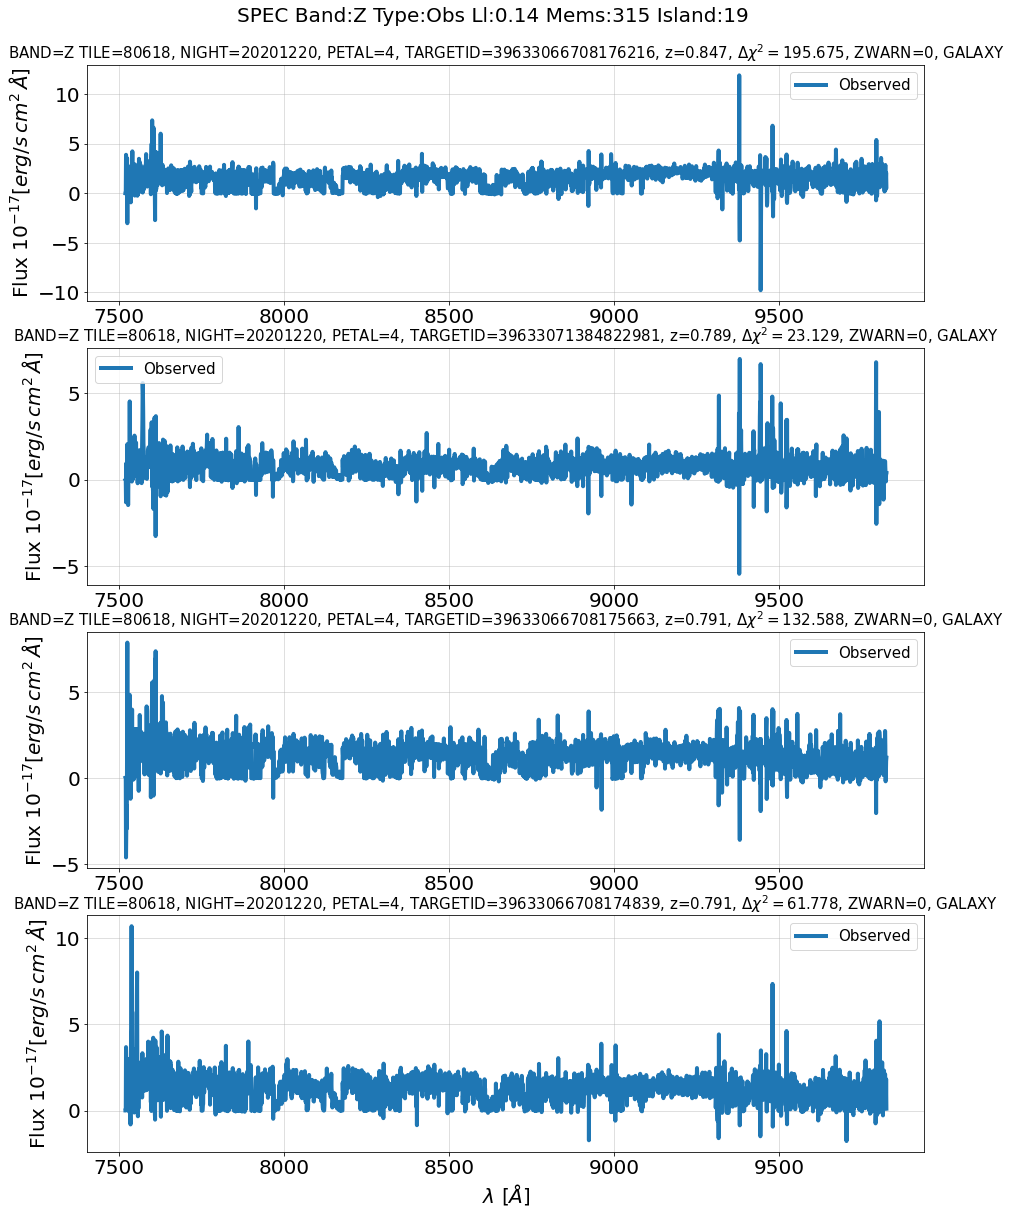 SPEC Band:Z Type:Obs Ll:0.14 Mems:315 Island:19
BAND=Z TILE=80618, NIGHT=20201220, PETAL=4, TARGETID=39633066708176216, z=0.847, Δχ² = 195.675, ZWARN=0, GALAXY
Observed
Flux 10⁻¹⁷[erg/s cm² Å]
10
5
0
−5
−10
7500 8000 8500 9000 9500
BAND=Z TILE=80618, NIGHT=20201220, PETAL=4, TARGETID=39633071384822981, z=0.789, Δχ² = 23.129, ZWARN=0, GALAXY
Observed
Flux 10⁻¹⁷[erg/s cm² Å]
5
0
−5
7500 8000 8500 9000 9500
BAND=Z TILE=80618, NIGHT=20201220, PETAL=4, TARGETID=39633066708175663, z=0.791, Δχ² = 132.588, ZWARN=0, GALAXY
Observed
Flux 10⁻¹⁷[erg/s cm² Å]
5
0
−5
7500 8000 8500 9000 9500
BAND=Z TILE=80618, NIGHT=20201220, PETAL=4, TARGETID=39633066708174839, z=0.791, Δχ² = 61.778, ZWARN=0, GALAXY
Observed
Flux 10⁻¹⁷[erg/s cm² Å]
10
5
0
7500 8000 8500 9000 9500
λ [Å]